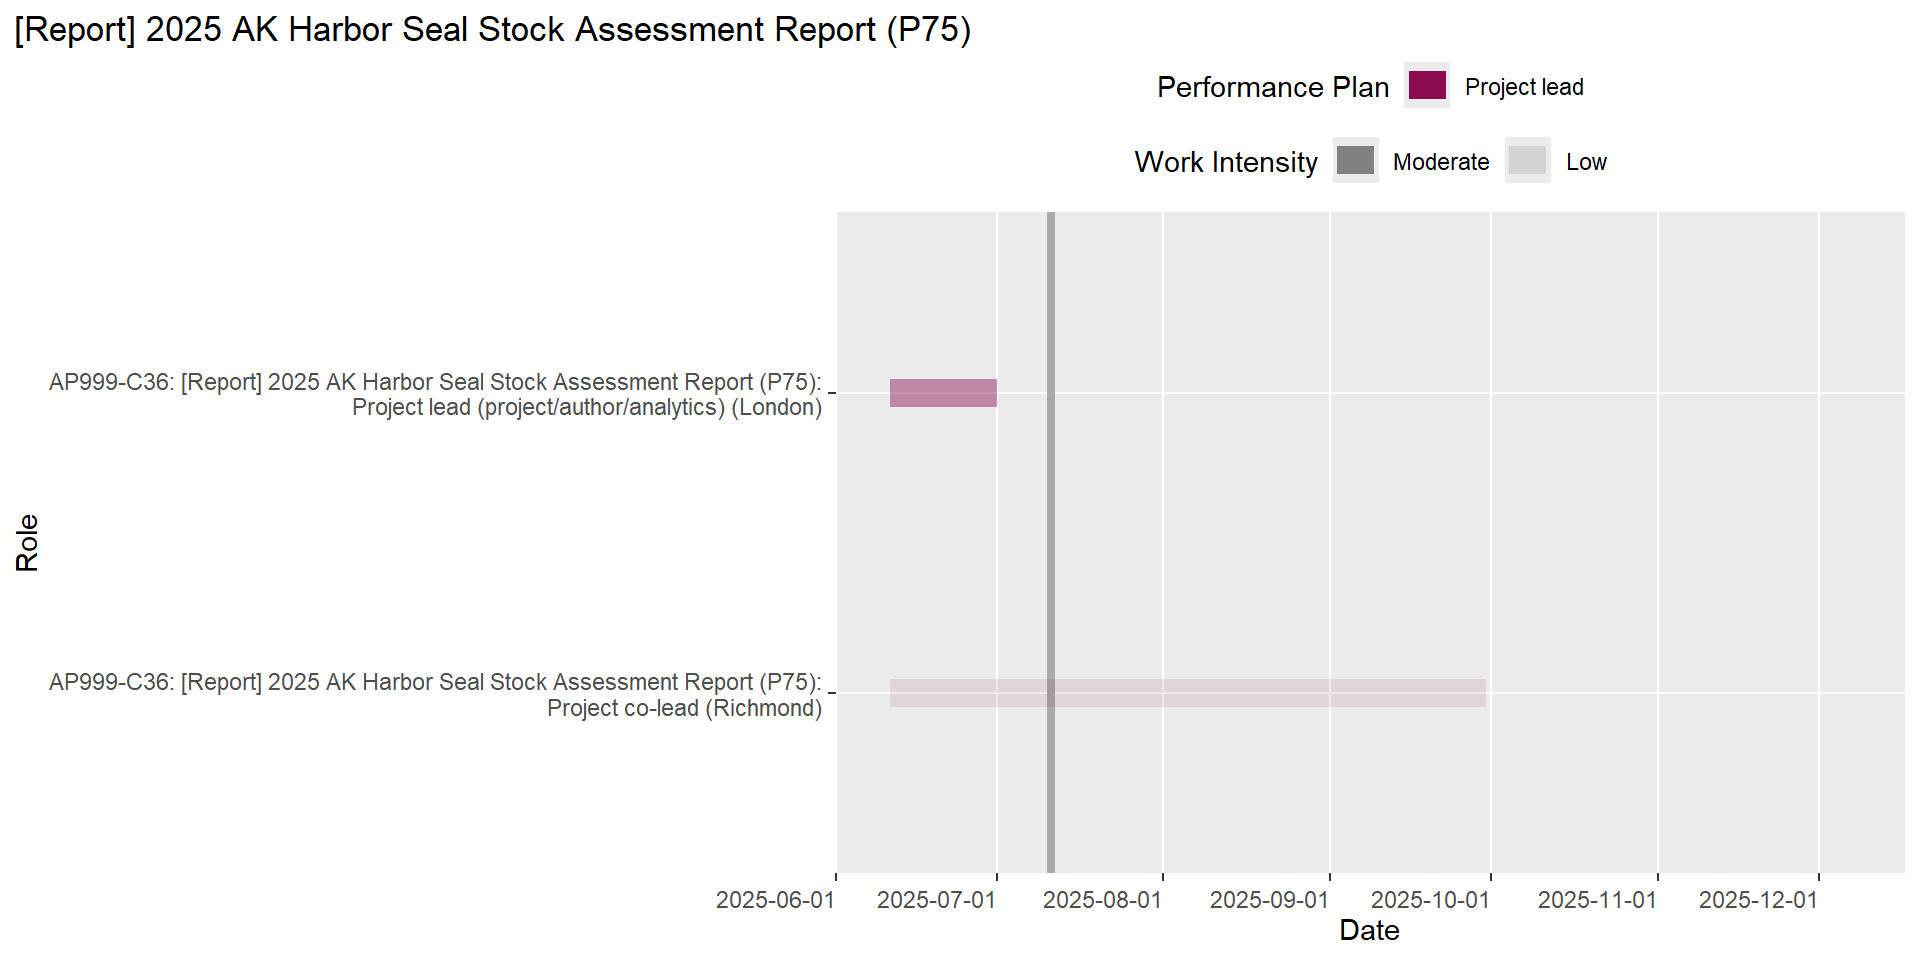 [Report] 2025 AK Harbor Seal Stock Assessment Report (P75)
Performance Plan Project lead
Work Intensity Moderate Low
AP999-C36: [Report] 2025 AK Harbor Seal Stock Assessment Report (P75):
Project lead (project/author/analytics) (London)
Role
AP999-C36: [Report] 2025 AK Harbor Seal Stock Assessment Report (P75):
Project co-lead (Richmond)
2025-06-01 2025-07-01 2025-08-01 2025-09-01 2025-10-01 2025-11-01 2025-12-01
Date